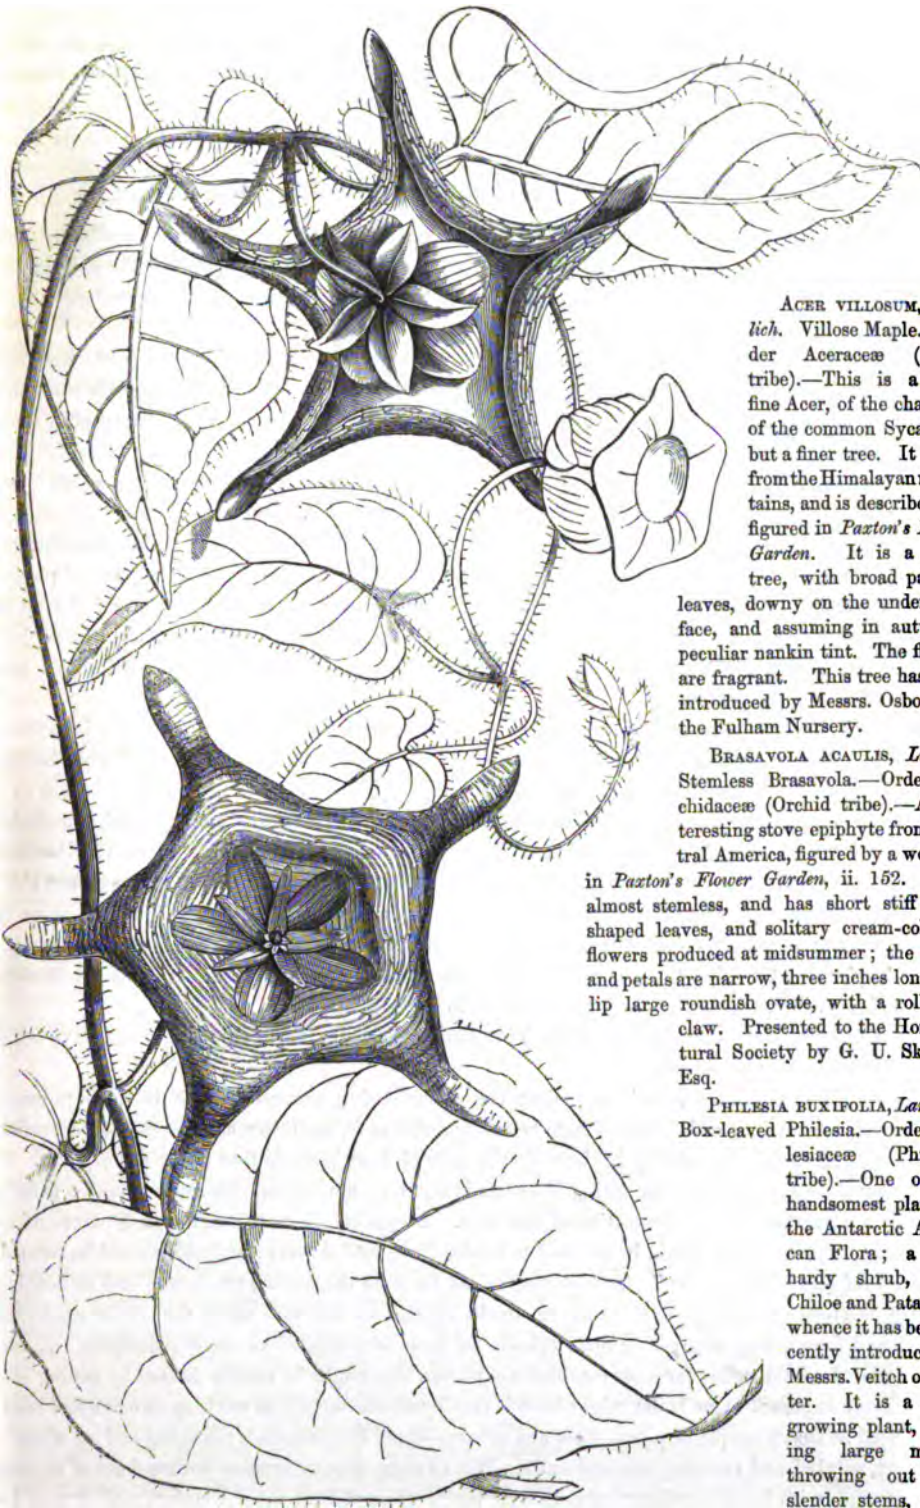 ACER VILLOSUM,
lich. Villose Maple.
der Aceraceæ (
tribe).—This is a
fine Acer, of the cha
of the common Syca
but a finer tree. It
from the Himalayan
tains, and is describe
figured in Paxton's
Garden. It is a
tree, with broad pa
leaves, downy on the unde
face, and assuming in aut
peculiar nankin tint. The f
are fragrant. This tree has
introduced by Messrs. Osbo
the Fulham Nursery.
BRASAVOLA ACAULIS, L
Stemless Brasavola.—Orde
chidaceæ (Orchid tribe).—A
teresting stove epiphyte from
tral America, figured by a wo
in Paxton's Flower Garden, ii. 152.
almost stemless, and has short stiff
shaped leaves, and solitary cream-co
flowers produced at midsummer; the
and petals are narrow, three inches lon
lip large roundish ovate, with a rol
claw. Presented to the Ho
tural Society by G. U. Sk
Esq.
PHILESIA BUXIFOLIA, La
Box-leaved Philesia.—Orde
lesiaceæ (Ph
tribe).—One o
handsomest pla
the Antarctic A
can Flora; a
hardy shrub,
Chiloe and Pata
whence it has be
cently introduc
Messrs. Veitch o
ter. It is a
growing plant,
ing large m
throwing out
slender stems,